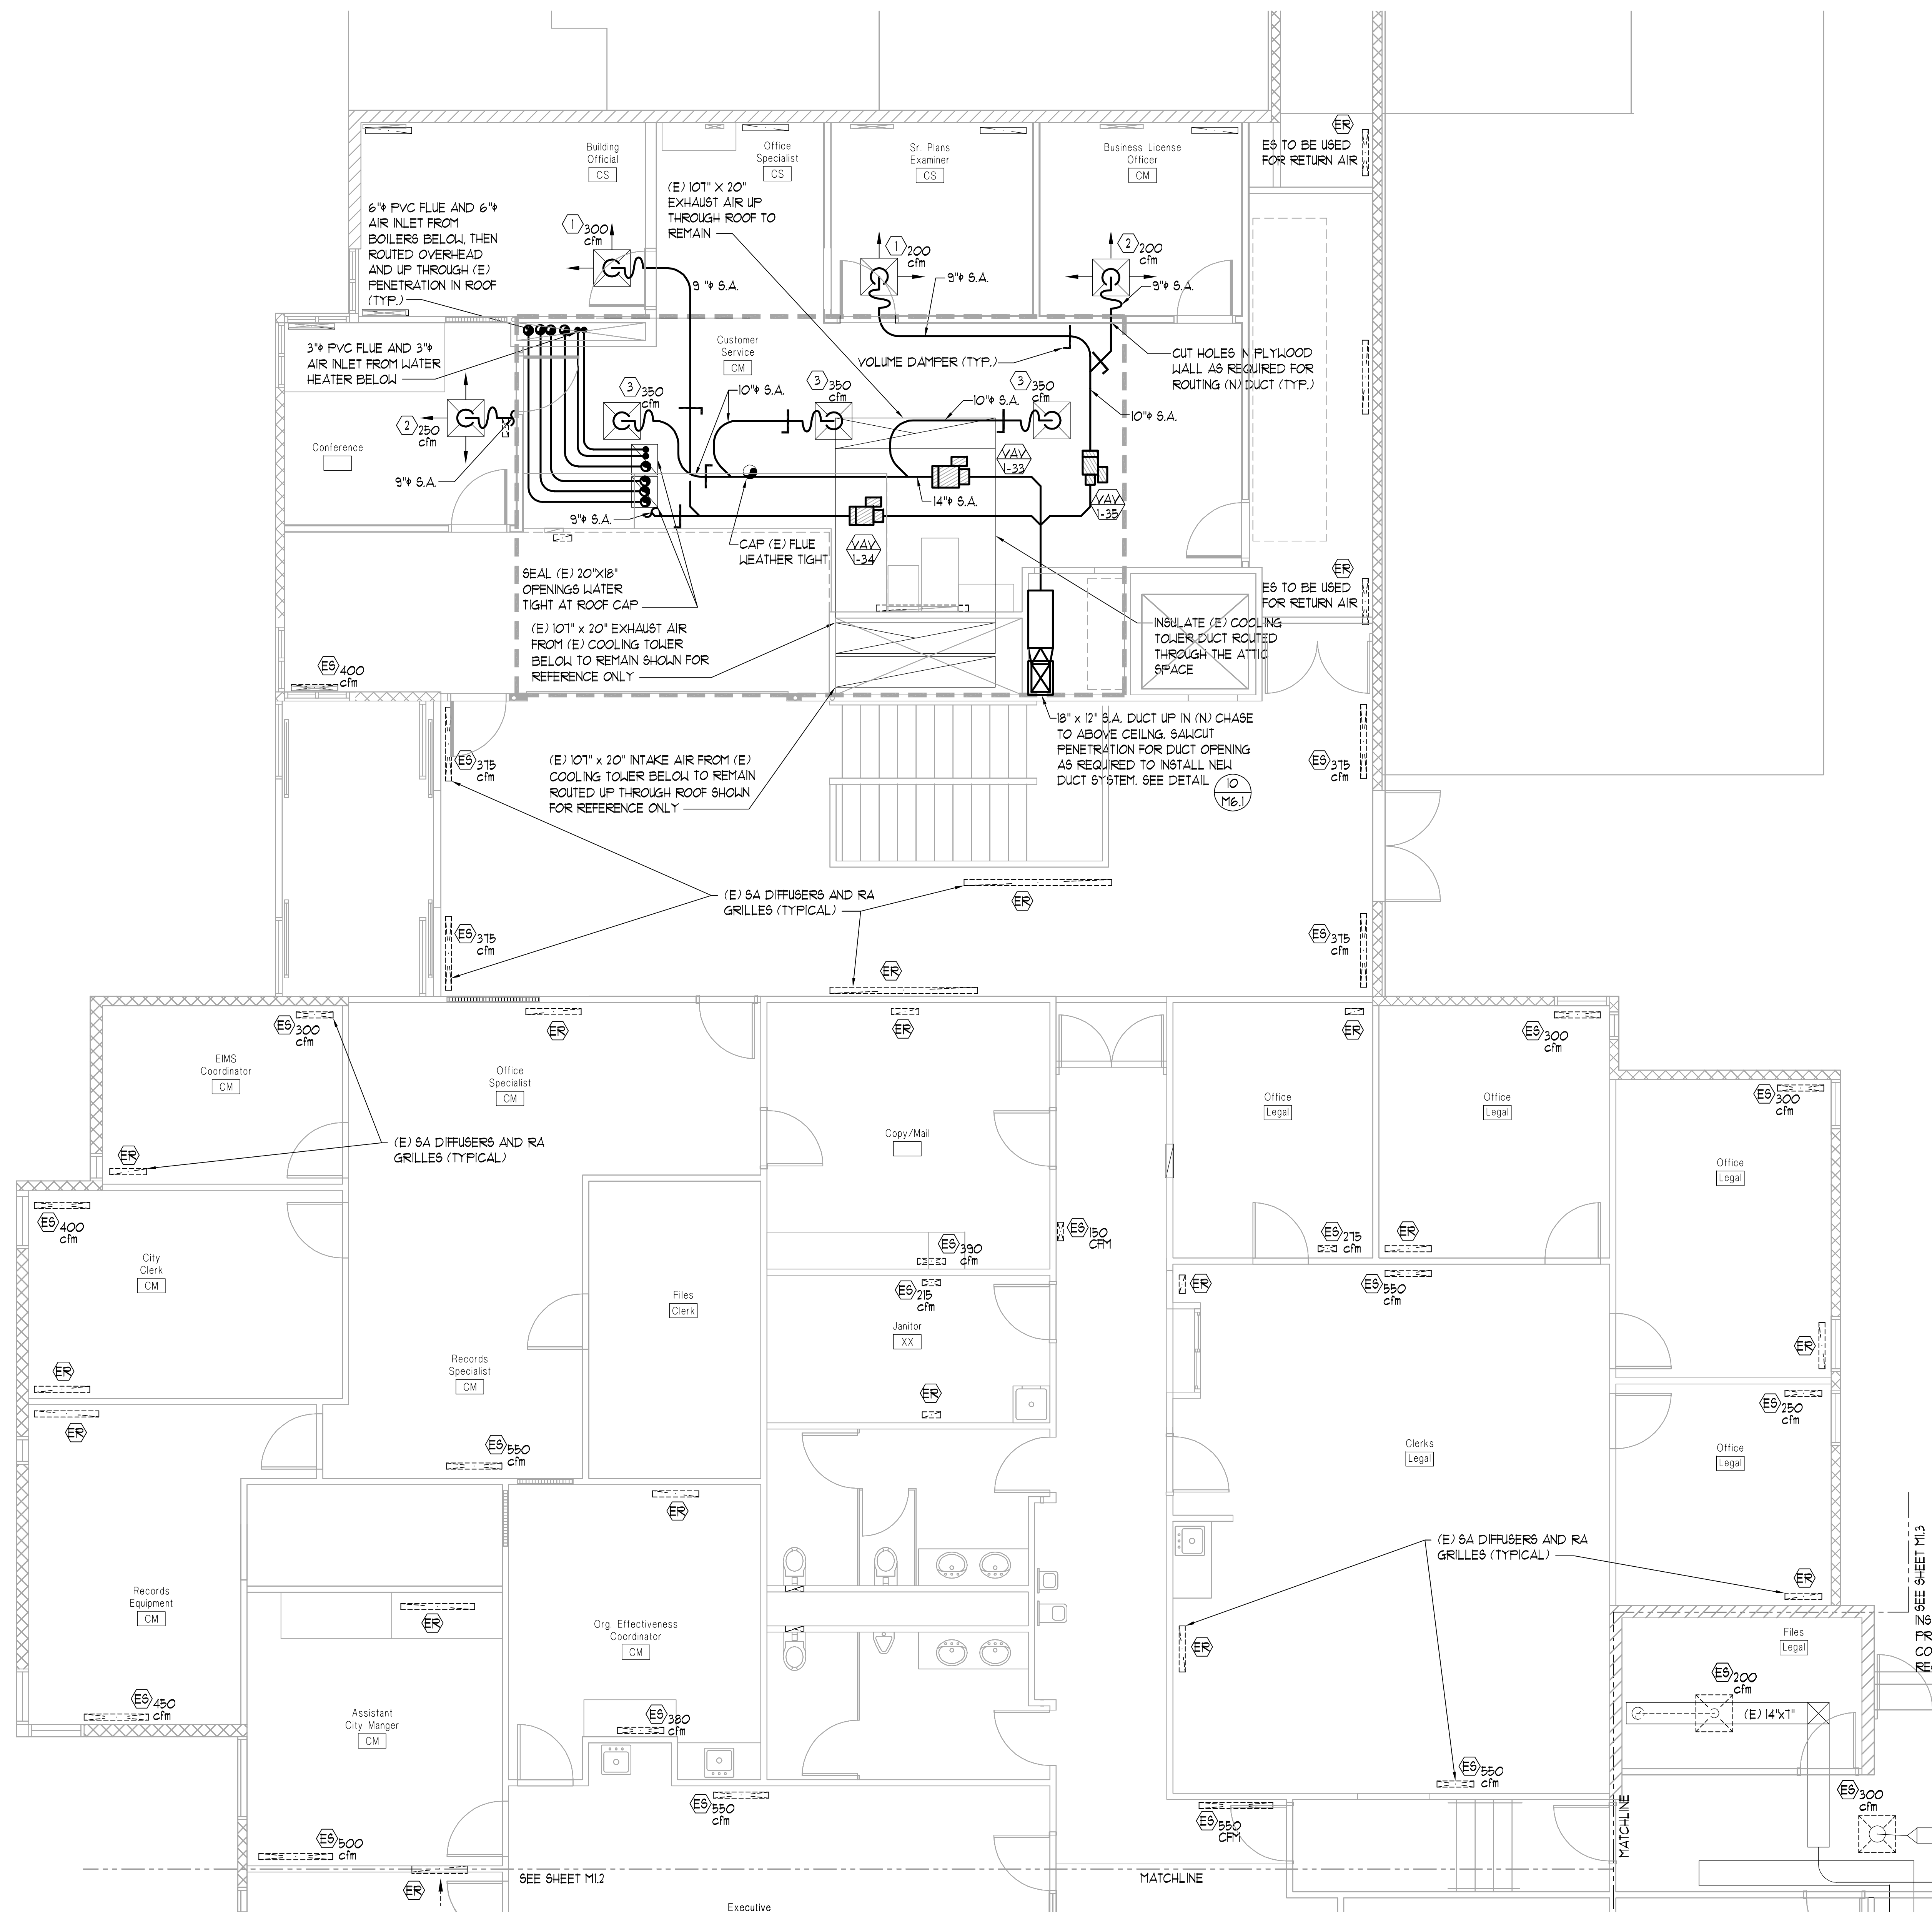 Building
Official
CS
Office
Specialist
CS
Sr. Plans
Examiner
CS
Business License
Officer
CM
ER
ES TO BE USED
FOR RETURN AIR
6"ϕ PVC FLUE AND 6"ϕ
AIR INLET FROM
BOILERS BELOW, THEN
ROUTED OVERHEAD
AND UP THROUGH (E)
PENETRATION IN ROOF
(TYP.)
(E) 107" X 20"
EXHAUST AIR UP
THROUGH ROOF TO
REMAIN
1
300
cfm
1
200
cfm
2
200
cfm
9 "ϕ S.A.
9"ϕ S.A.
9"ϕ S.A.
3"ϕ PVC FLUE AND 3"ϕ
AIR INLET FROM WATER
HEATER BELOW
Customer
Service
CM
VOLUME DAMPER (TYP.)
CUT HOLES IN PLYWOOD
WALL AS REQUIRED FOR
ROUTING (N) DUCT (TYP.)
3
350
cfm
10"ϕ S.A.
3
350
cfm
10"ϕ S.A.
3
350
cfm
10"ϕ S.A.
2
250
cfm
Conference
9"ϕ S.A.
VAV
1-33
14"ϕ S.A.
VAV
1-35
9"ϕ S.A.
VAV
1-34
CAP (E) FLUE
WEATHER TIGHT
SEAL (E) 20"X18"
OPENINGS WATER
TIGHT AT ROOF CAP
ER
ES TO BE USED
FOR RETURN AIR
(E) 107" x 20" EXHAUST AIR
FROM (E) COOLING TOWER
BELOW TO REMAIN SHOWN FOR
REFERENCE ONLY
INSULATE (E) COOLING
TOWER DUCT ROUTED
THROUGH THE ATTIC
SPACE
ES
400
cfm
18" x 12" S.A. DUCT UP IN (N) CHASE
TO ABOVE CEILNG. SAWCUT
PENETRATION FOR DUCT OPENING
AS REQUIRED TO INSTALL NEW
DUCT SYSTEM. SEE DETAIL
10
M6.1
ES
375
cfm
(E) 107" x 20" INTAKE AIR FROM (E)
COOLING TOWER BELOW TO REMAIN
ROUTED UP THROUGH ROOF SHOWN
FOR REFERENCE ONLY
ES
375
cfm
(E) SA DIFFUSERS AND RA
GRILLES (TYPICAL)
ER
ES
375
cfm
ES
375
cfm
ER
ES
300
cfm
ER
ER
ER
ES
300
cfm
EIMS
Coordinator
CM
Office
Specialist
CM
Office
Legal
Office
Legal
ES
300
cfm
(E) SA DIFFUSERS AND RA
GRILLES (TYPICAL)
Copy/Mail
ER
Office
Legal
ES
400
cfm
ES
390
cfm
ES
150
CFM
ES
275
cfm
ER
City
Clerk
CM
Files
Clerk
ES
215
cfm
ER
ES
550
cfm
Janitor
XX
ER
ER
Records
Specialist
CM
ER
ER
ES
250
cfm
ES
550
cfm
Clerks
Legal
Office
Legal
ER
(E) SA DIFFUSERS AND RA
GRILLES (TYPICAL)
SEE SHEET M1.3
ER
Records
Equipment
CM
ER
Org. Effectiveness
Coordinator
CM
ER
Files
Legal
ES
200
cfm
(E) 14"x7"
ES
450
cfm
Assistant
City Manger
CM
ES
380
cfm
ES
550
cfm
ES
550
cfm
ES
550
CFM
ES
300
cfm
MATCHLINE
ES
500
cfm
SEE SHEET M1.2
MATCHLINE
ER
Executive